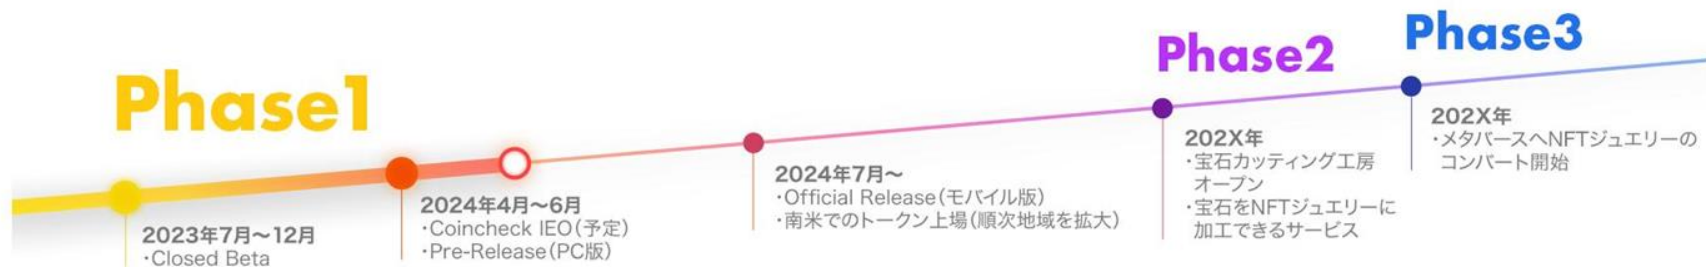 Phase1
2023年7月〜12月
・Closed Beta
2024年4月〜6月
・Coincheck IEO(予定)
・Pre-Release(PC版)
2024年7月〜
・Official Release(モバイル版)
・南米でのトークン上場(順次地域を拡大)
Phase2
202X年
・宝石カッティング工房
オープン
・宝石をNFTジュエリーに
加工できるサービス
Phase3
202X年
・メタバースへNFTジュエリーの
コンバート開始